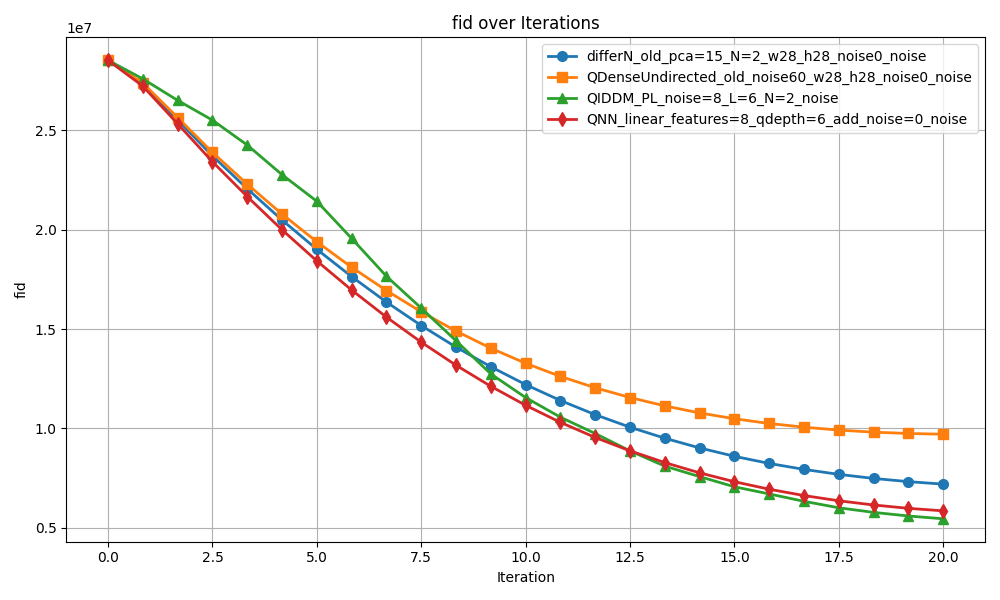 fid over Iterations
1e7
differN_old_pca=15_N=2_w28_h28_noise0_noise
QDenseUndirected_old_noise60_w28_h28_noise0_noise
QIDDM_PL_noise=8_L=6_N=2_noise
QNN_linear_features=8_qdepth=6_add_noise=0_noise
2.5
2.0
1.5
1.0
0.5
fid
0.0 2.5 5.0 7.5 10.0 12.5 15.0 17.5 20.0
Iteration